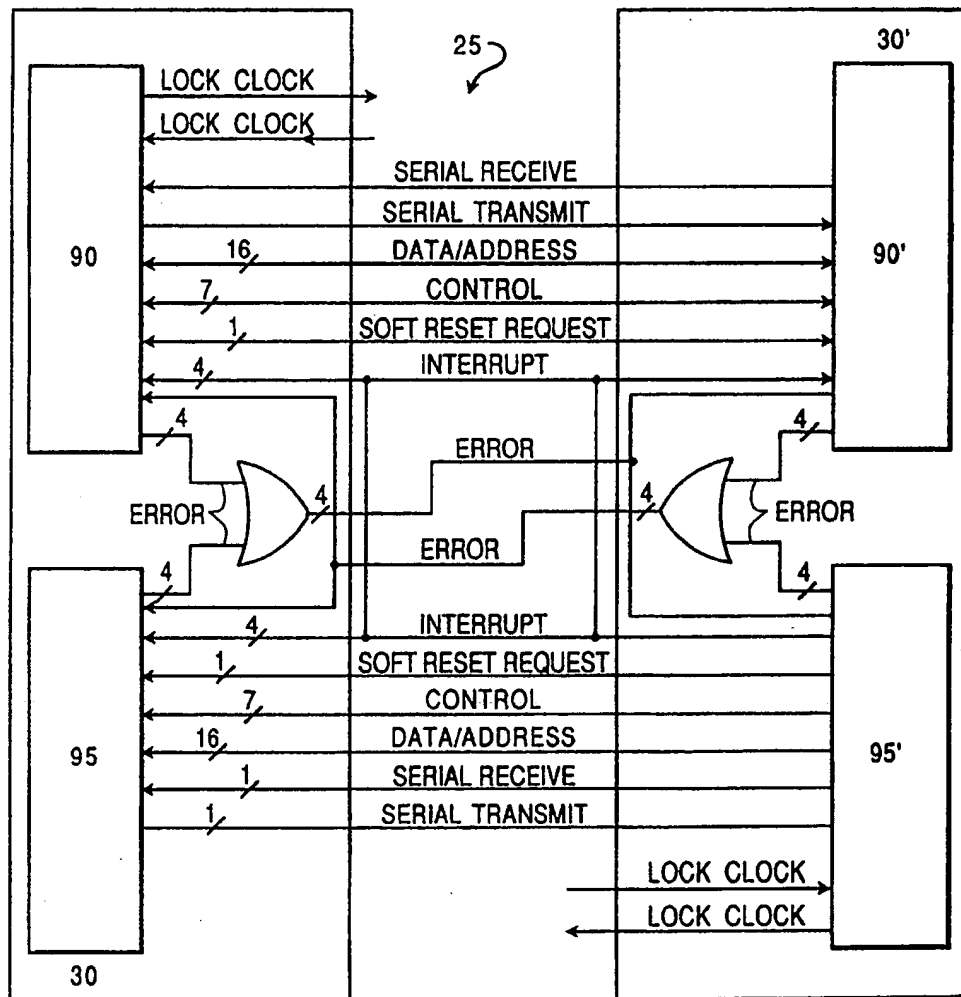 25
30'
LOCK CLOCK
LOCK CLOCK
SERIAL RECEIVE
SERIAL TRANSMIT
90
16 DATA/ADDRESS
90'
7 CONTROL
1 SOFT RESET REQUEST
4 INTERRUPT
4
4
ERROR
4
4
ERROR
ERROR
ERROR
4
4
4 INTERRUPT
1 SOFT RESET REQUEST
7 CONTROL
95
16 DATA/ADDRESS
95'
1 SERIAL RECEIVE
1 SERIAL TRANSMIT
LOCK CLOCK
LOCK CLOCK
30